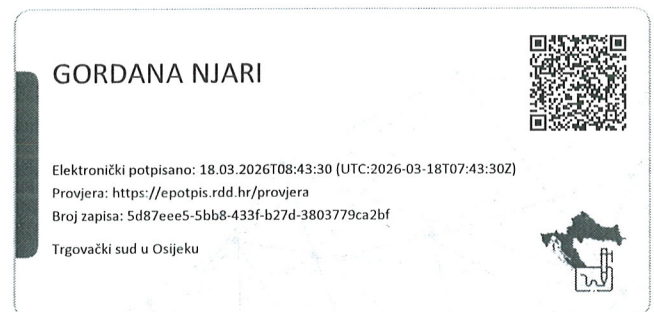 GORDANA NJARI
Elektronički potpisano: 18.03.2026T08:43:30 (UTC:2026-03-18T07:43:30Z)
Provjera: https://epotpis.rdd.hr/provjera
Broj zapisa: 5d87eee5-5bb8-433f-b27d-3803779ca2bf
Trgovački sud u Osijeku